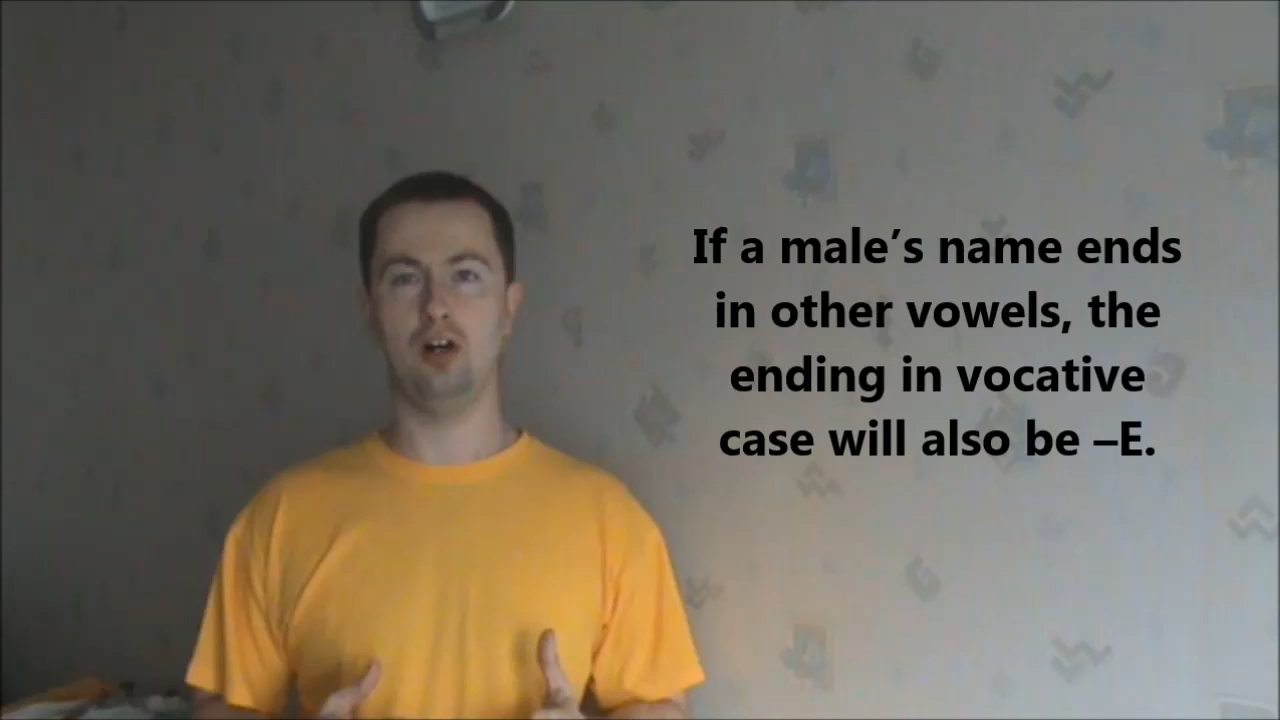 If a male’s name ends
in other vowels, the
ending in vocative
case will also be –E.